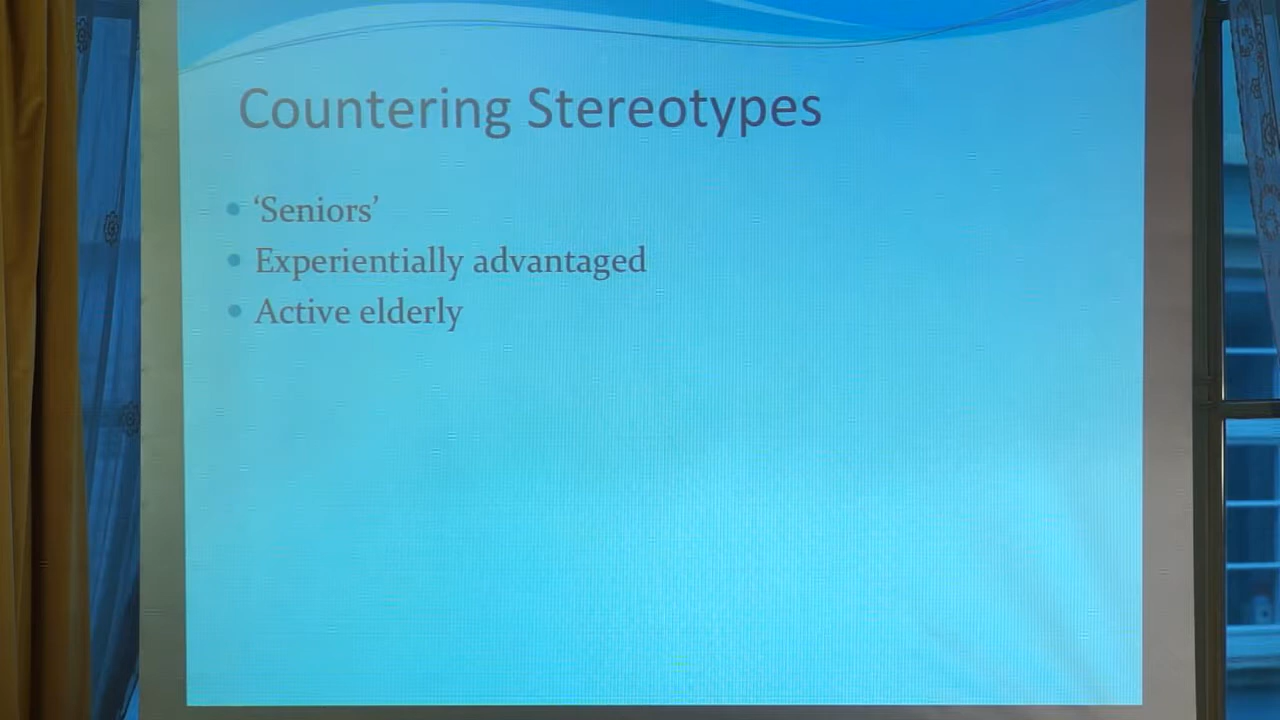 Countering Stereotypes
• ‘Seniors’
• Experientially advantaged
• Active elderly